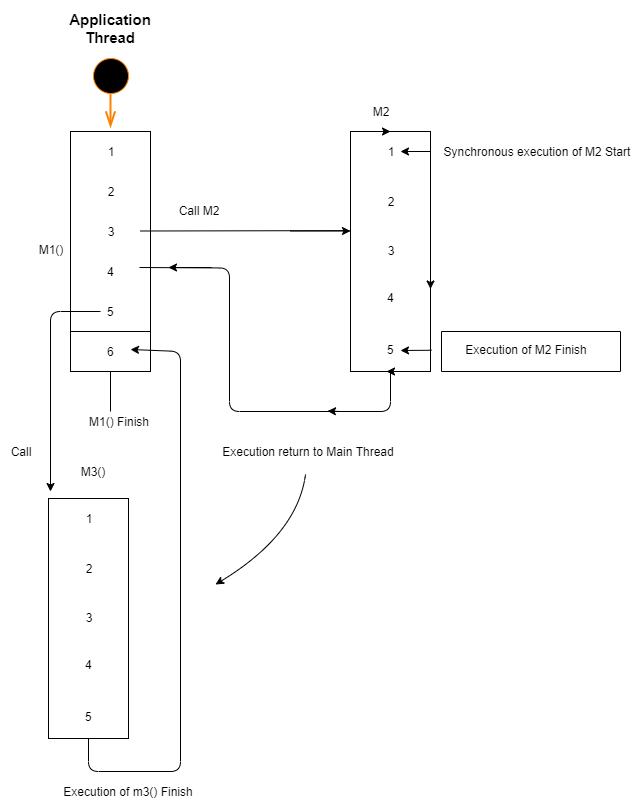 Application
Thread
M2
1
1
Synchronous execution of M2 Start
2
2
Call M2
3
M1()
3
4
4
5
6
5
Execution of M2 Finish
M1() Finish
Call
Execution return to Main Thread
M3()
1
2
3
4
5
Execution of m3() Finish